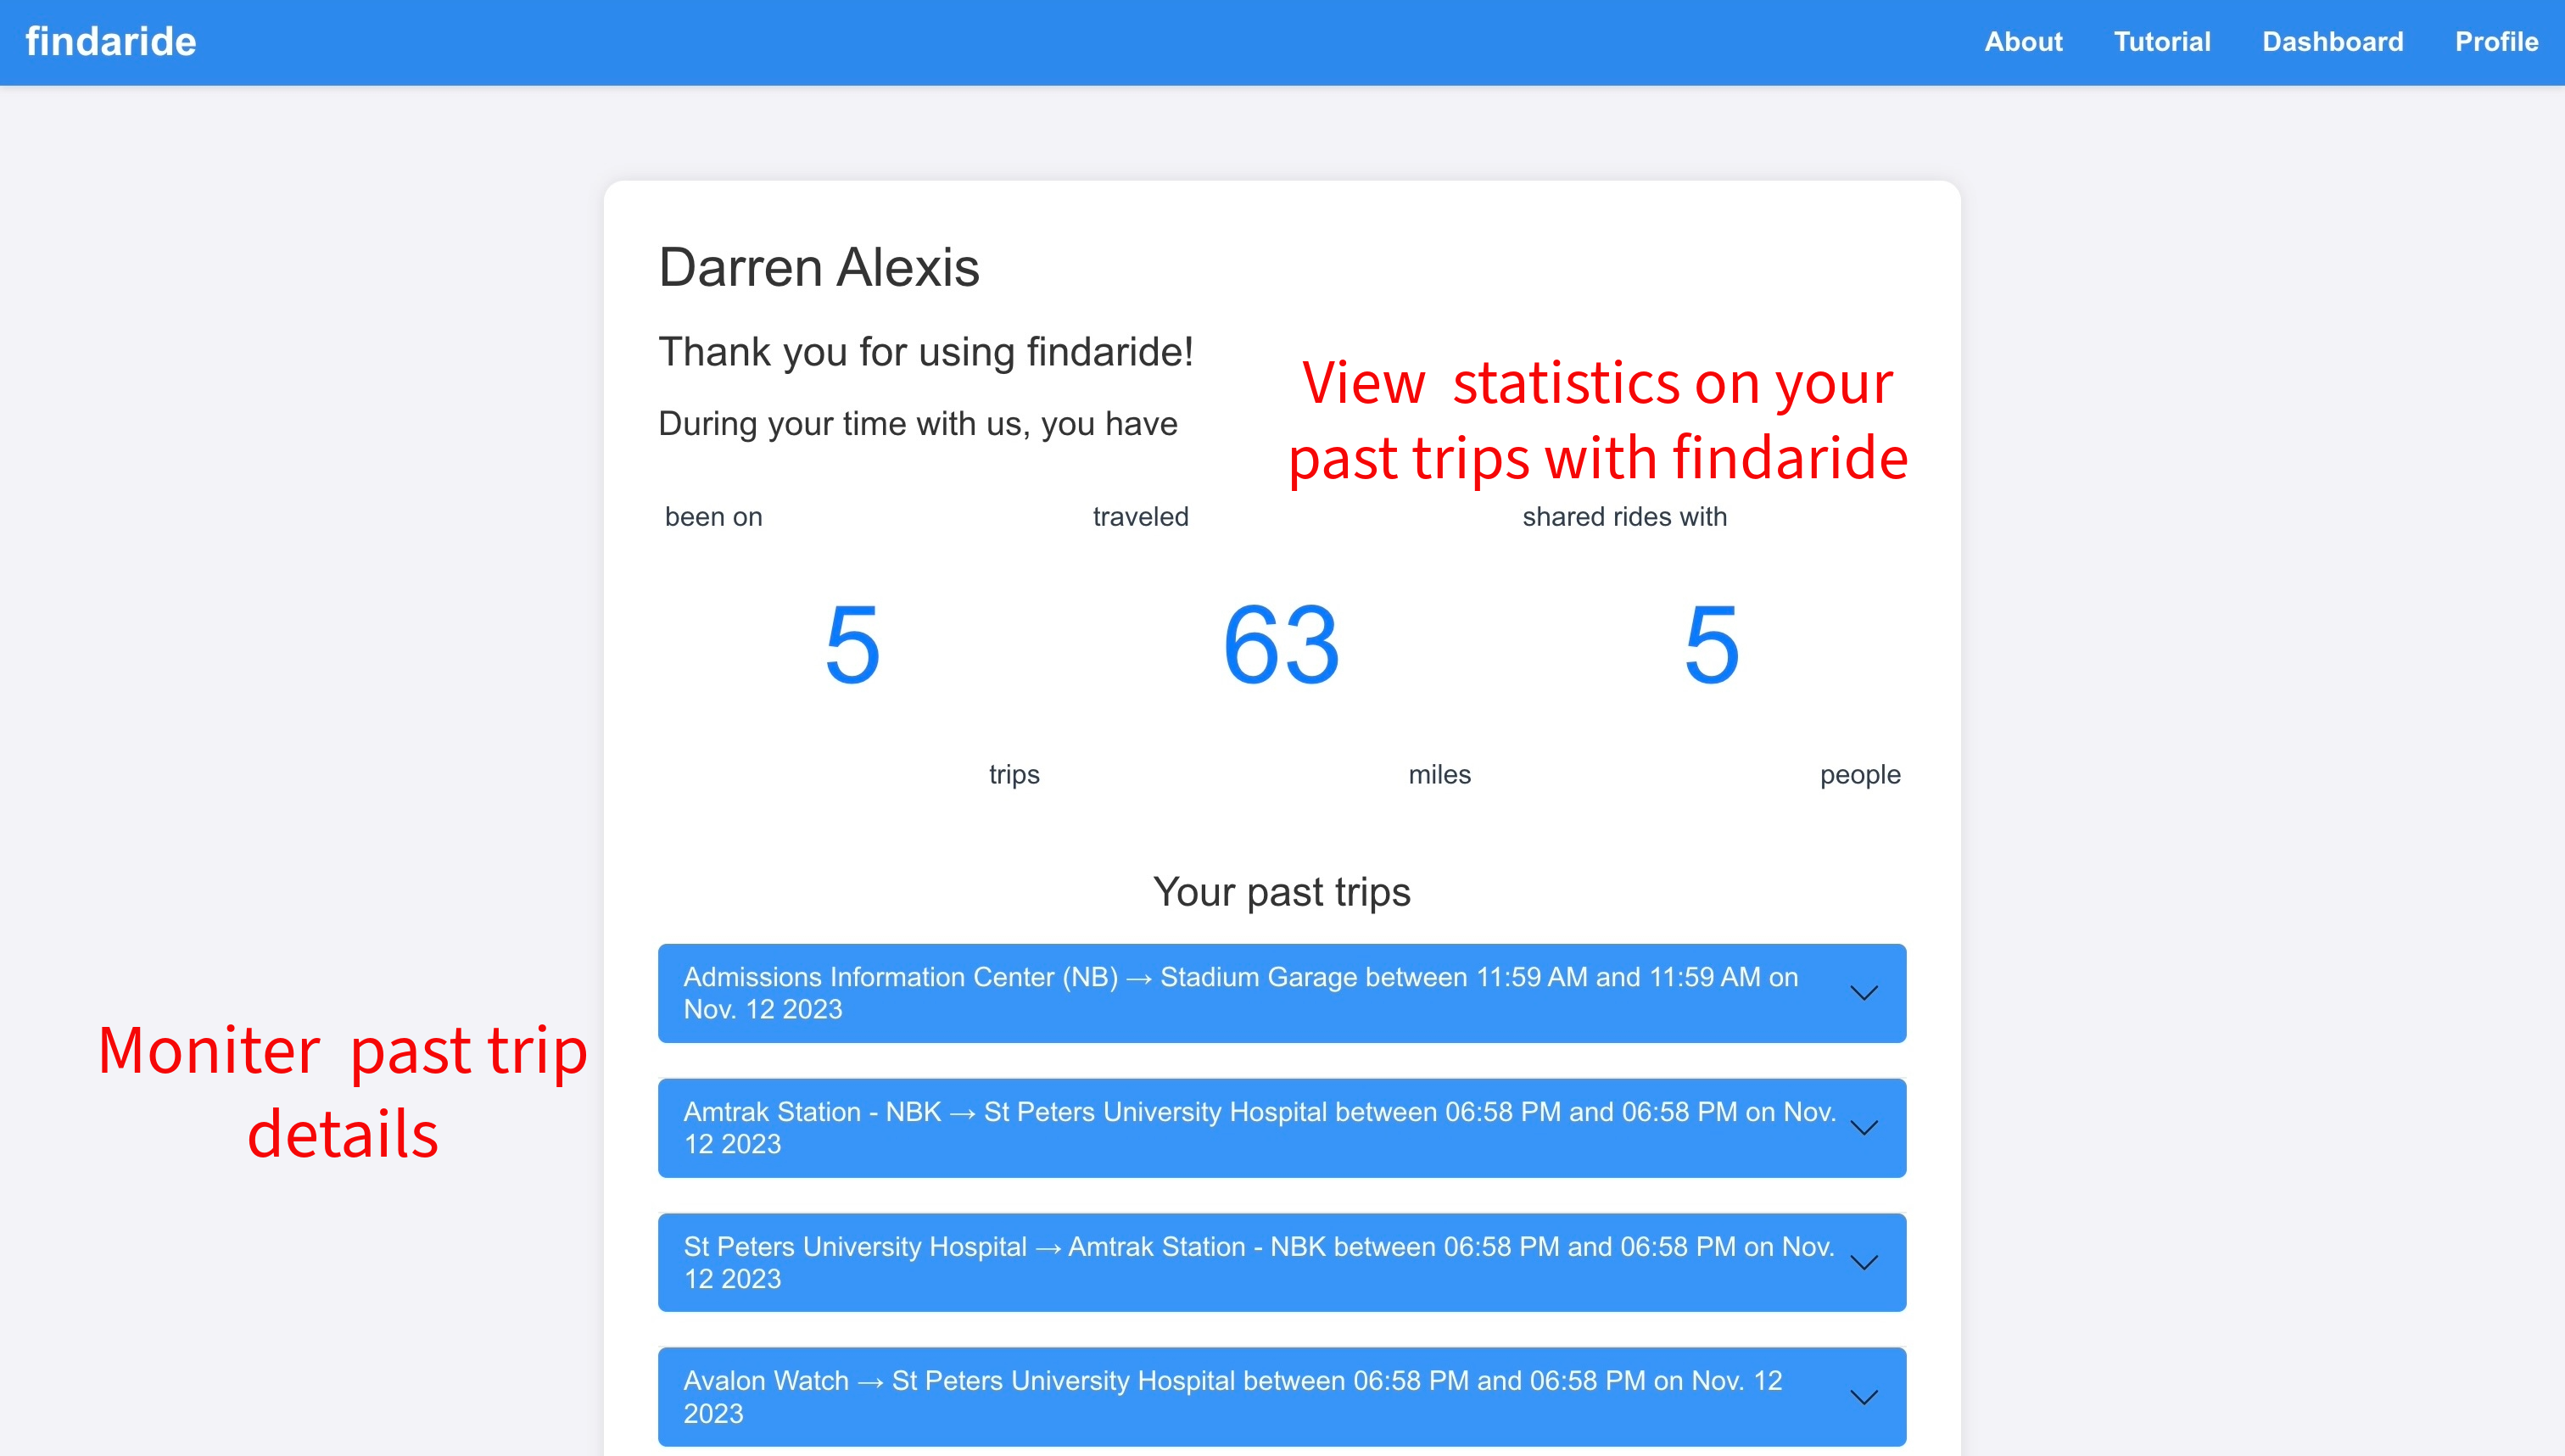 findaride
About Tutorial Dashboard Profile
Darren Alexis
Thank you for using findaride!
During your time with us, you have
View statistics on your
past trips with findaride
been on traveled shared rides with
5 63 5
trips miles people
Your past trips
Admissions Information Center (NB) → Stadium Garage between 11:59 AM and 11:59 AM on
Nov. 12 2023
Moniter past trip
details
Amtrak Station - NBK → St Peters University Hospital between 06:58 PM and 06:58 PM on Nov.
12 2023
St Peters University Hospital → Amtrak Station - NBK between 06:58 PM and 06:58 PM on Nov.
12 2023
Avalon Watch → St Peters University Hospital between 06:58 PM and 06:58 PM on Nov. 12
2023